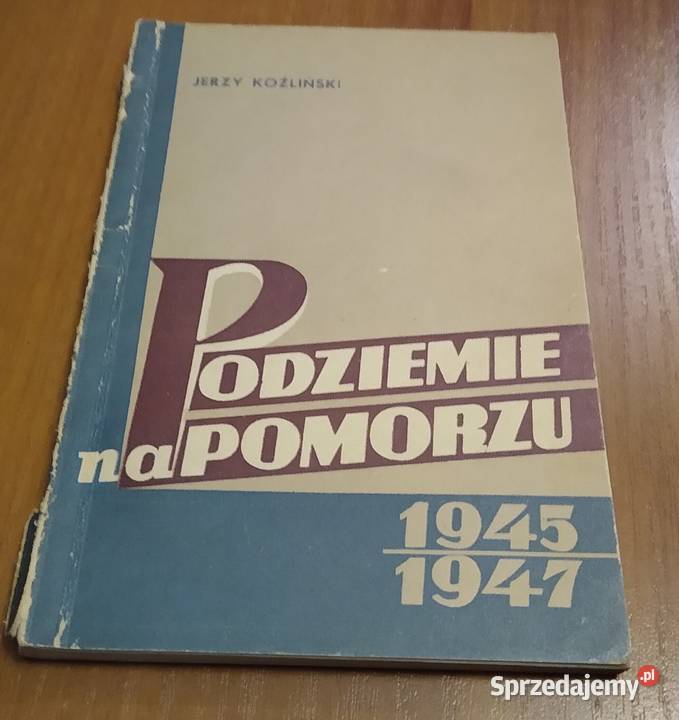 JERZY KOŹLIŃSKI
PODZIEMIE
na POMORZU
1945
1947
Sprzedajemy.pl